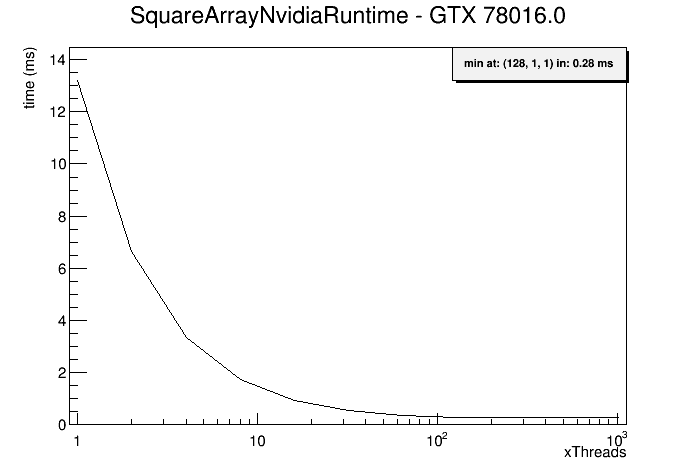 SquareArrayNvidiaRuntime - GTX 78016.0
time (ms)
min at: (128, 1, 1) in: 0.28 ms
14
12
10
8
6
4
2
0
1 10 10² 10³
xThreads